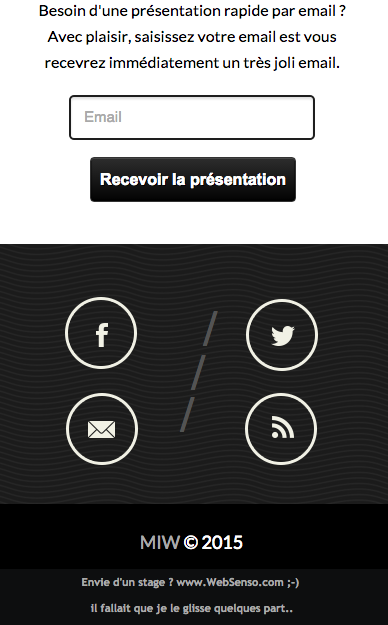 Besoin d'une présentation rapide par email ?
Avec plaisir, saisissez votre email est vous
recevrez immédiatement un très joli email.
Email
Recevoir la présentation
MIW © 2015
Envie d'un stage ? www.WebSenso.com ;-)
il fallait que je le glisse quelques part..